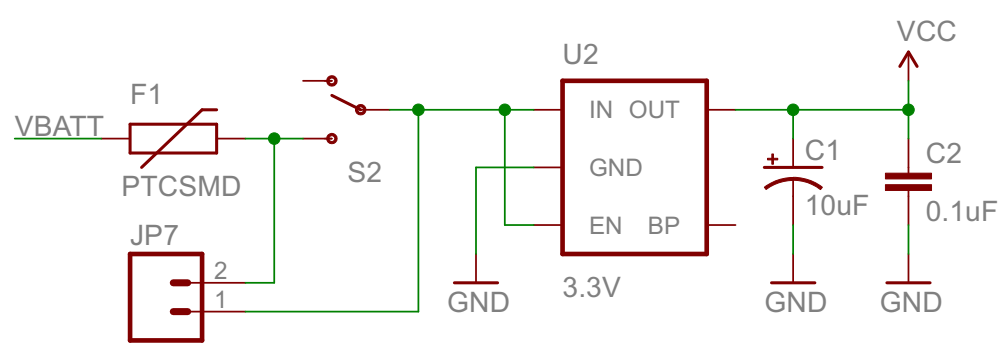 VCC
U2
F1
IN OUT
VBATT
C1
C2
GND
S2
PTCSMD
+
10uF
0.1uF
EN BP
JP7
2
3.3V
1
GND
GND
GND